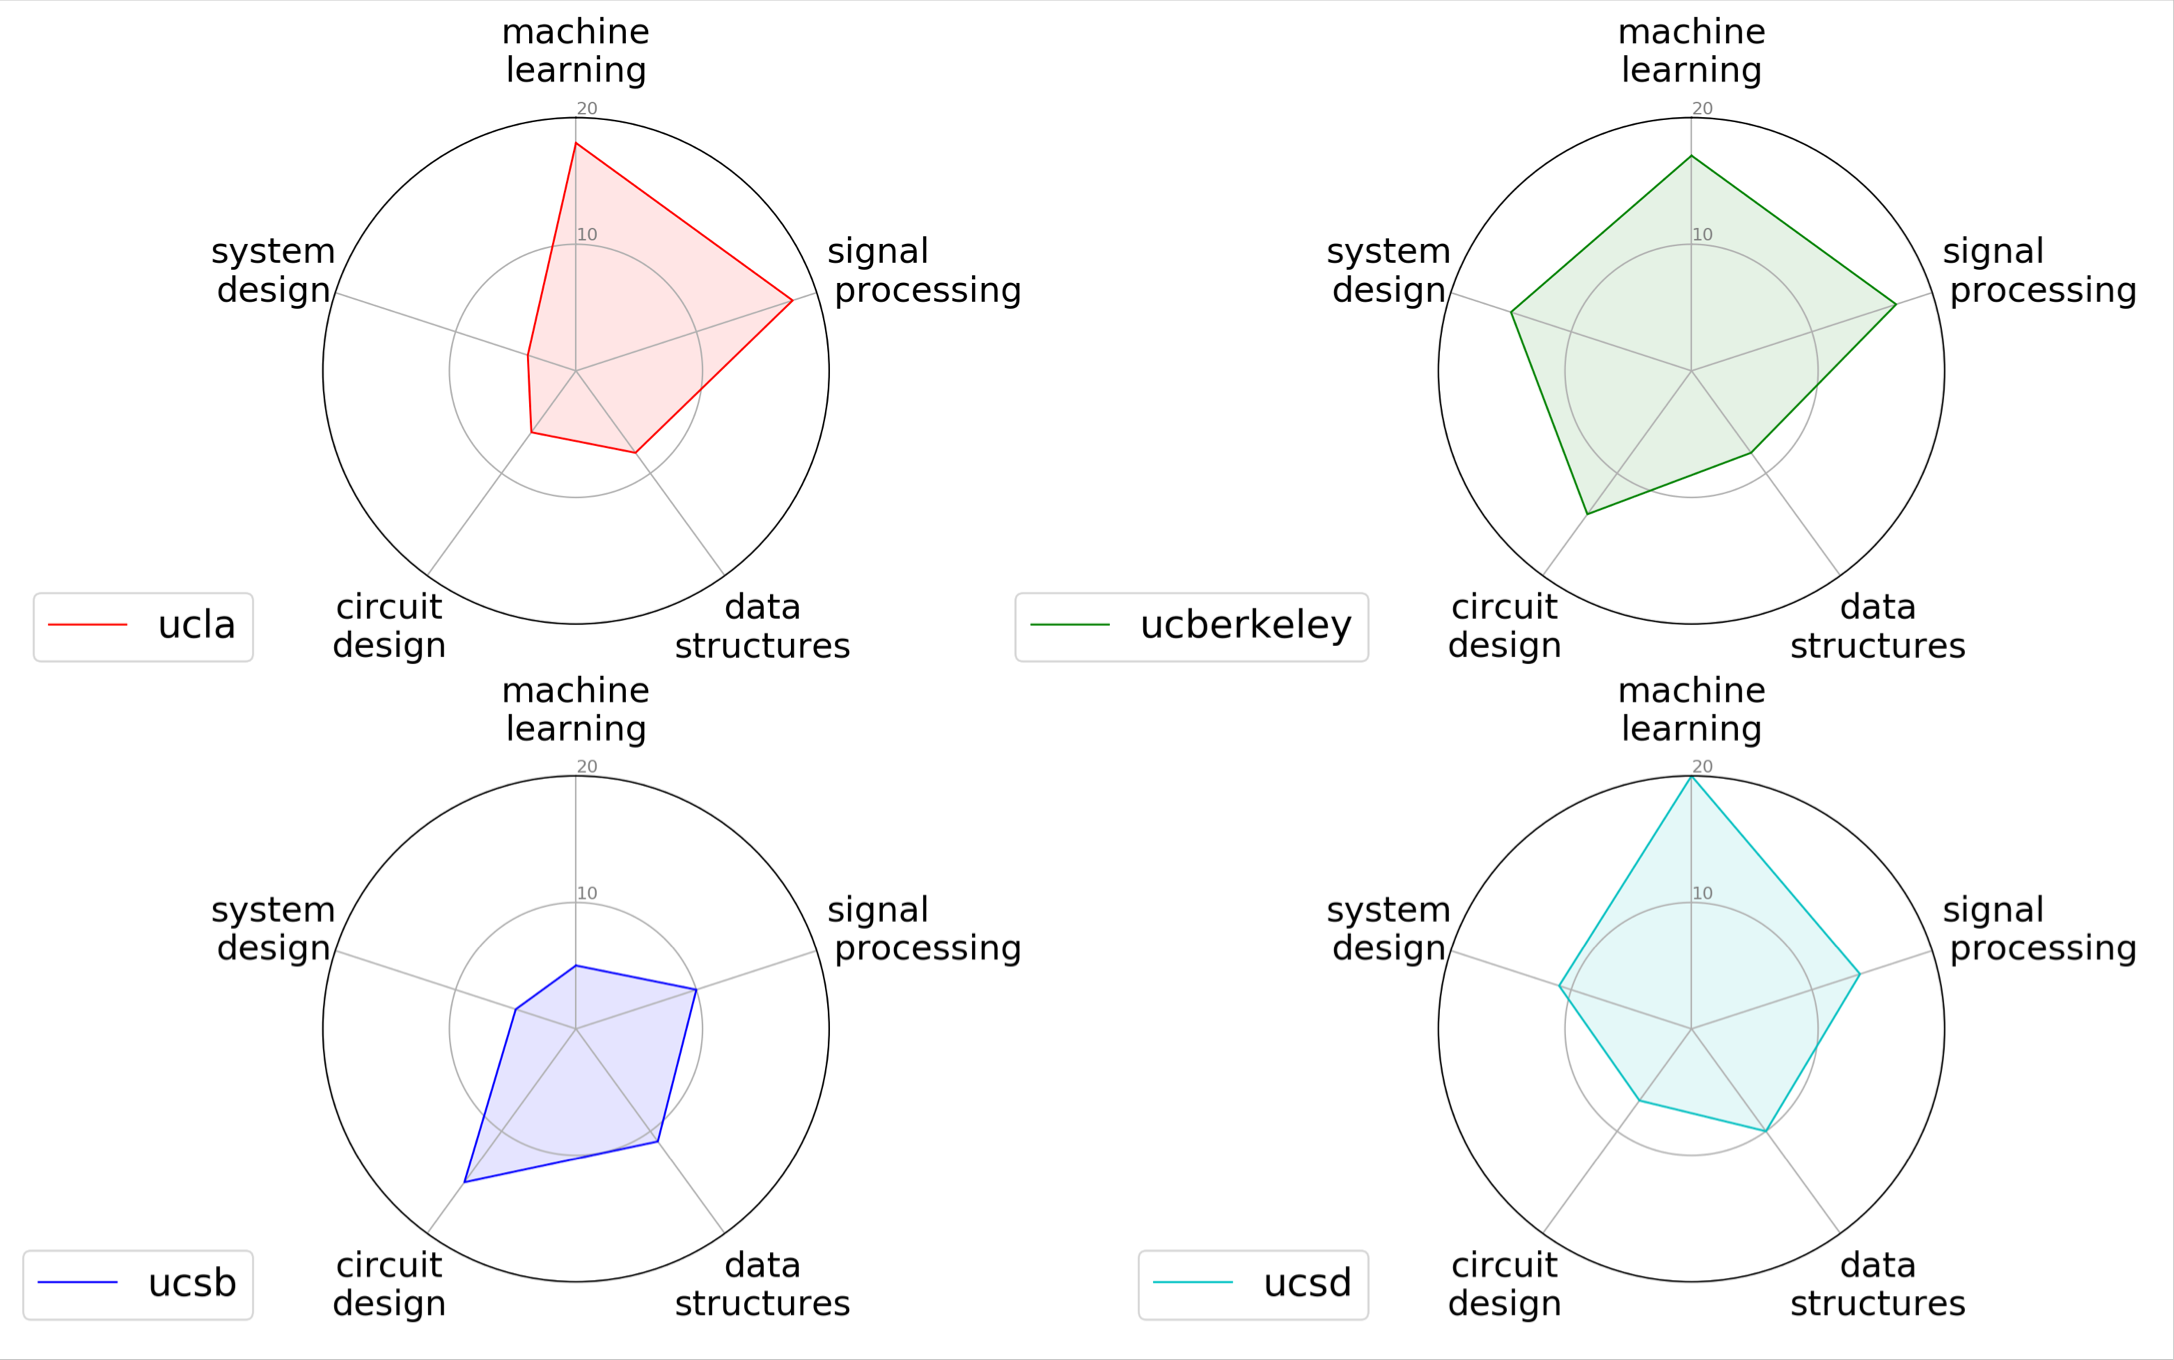 machine
learning
20
10
system
design
signal
processing
circuit
design
data
structures
ucla
machine
learning
20
10
system
design
signal
processing
circuit
design
data
structures
ucberkeley
machine
learning
20
10
system
design
signal
processing
circuit
design
data
structures
ucsb
machine
learning
20
10
system
design
signal
processing
circuit
design
data
structures
ucsd